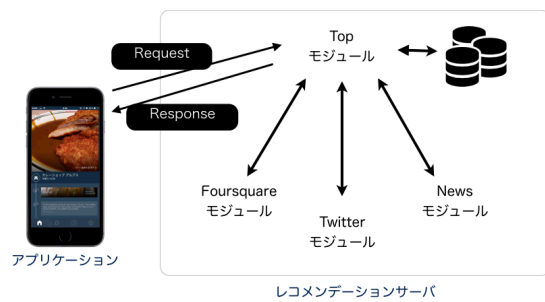 Request
Response
Top
モジュール
Foursquare
モジュール
Twitter
モジュール
News
モジュール
アプリケーション
レコメンデーションサーバ